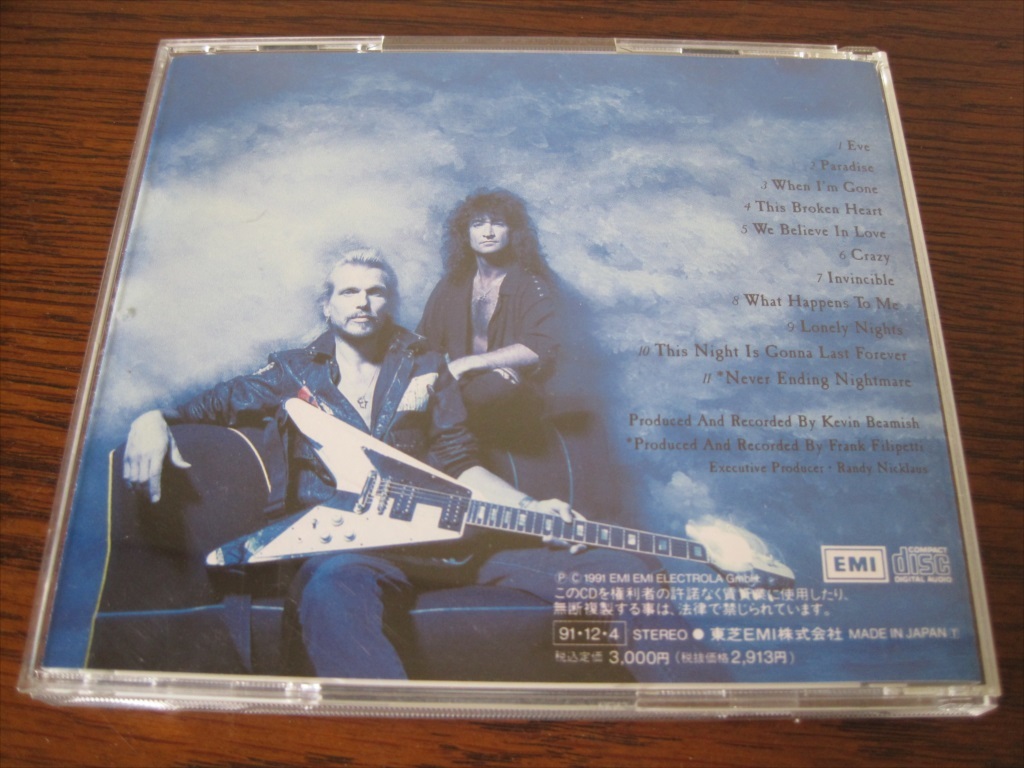 1 Eve
2 Paradise
3 When I'm Gone
4 This Broken Heart
5 We Believe In Love
6 Crazy
7 Invincible
8 What Happens To Me
9 Lonely Nights
10 This Night Is Gonna Last Forever
11 *Never Ending Nightmare
Produced And Recorded By Kevin Beamish
*Produced And Recorded By Frank Filipetti
Executive Producer · Randy Nicklaus
EMI
COMPACT
disc
DIGITAL AUDIO
Ⓟ Ⓒ 1991 EMI EMI ELECTROLA GmbH
このCDを権利者の許諾なく賃貸業に使用したり、
無断複製する事は、法律で禁じられています。
91・12・4 STEREO ● 東芝EMI株式会社 MADE IN JAPAN T
税込定価 3,000円 (税抜価格2,913円)